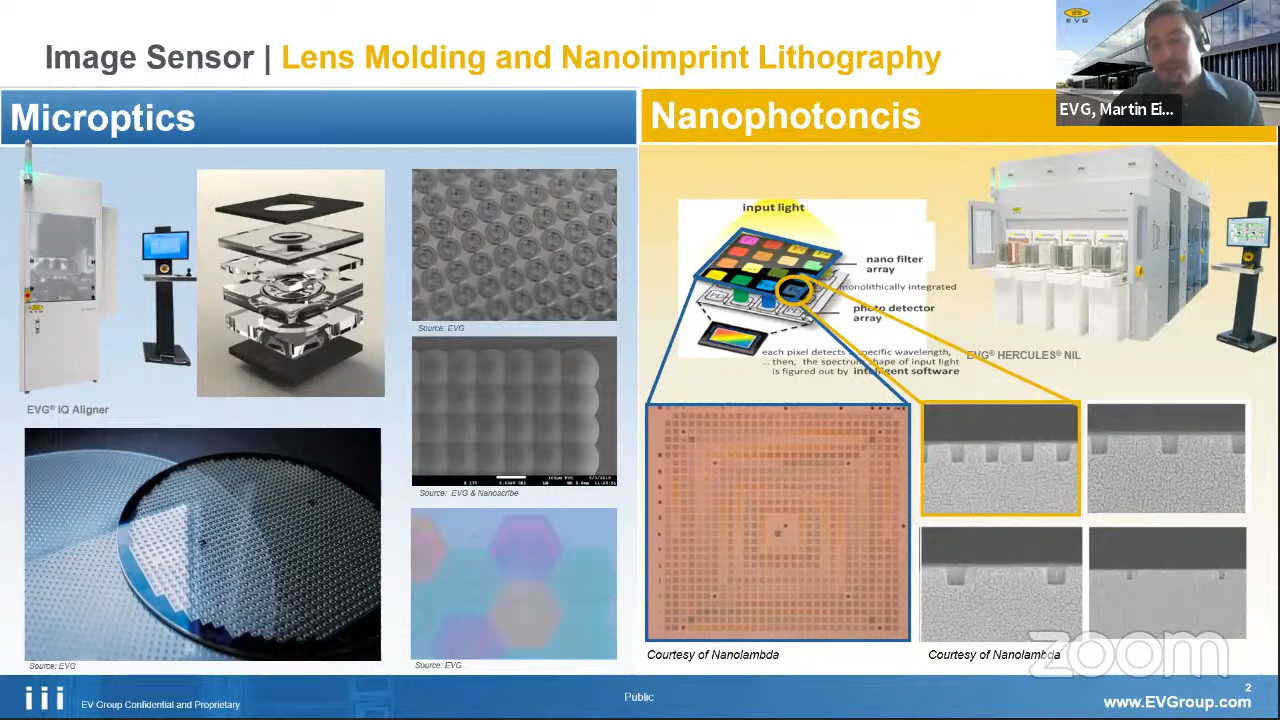 Image Sensor | Lens Molding and Nanoimprint Lithography
EVG
EVG, Martin Ei...
Microptics
Nanophotoncis
input light
nano filter
array
monolithically integrated
photo detector
array
each pixel detects a specific wavelength,
... then, the spectrum shape of input light
is figured out by intelligent software
EVG® HERCULES® NIL
EVG® IQ Aligner
Source: EVG
Source: EVG & Nanoscribe
Source: EVG
Source: EVG
Courtesy of Nanolambda
Courtesy of Nanolambda
zoom
EV Group Confidential and Proprietary
Public
2
www.EVGroup.com